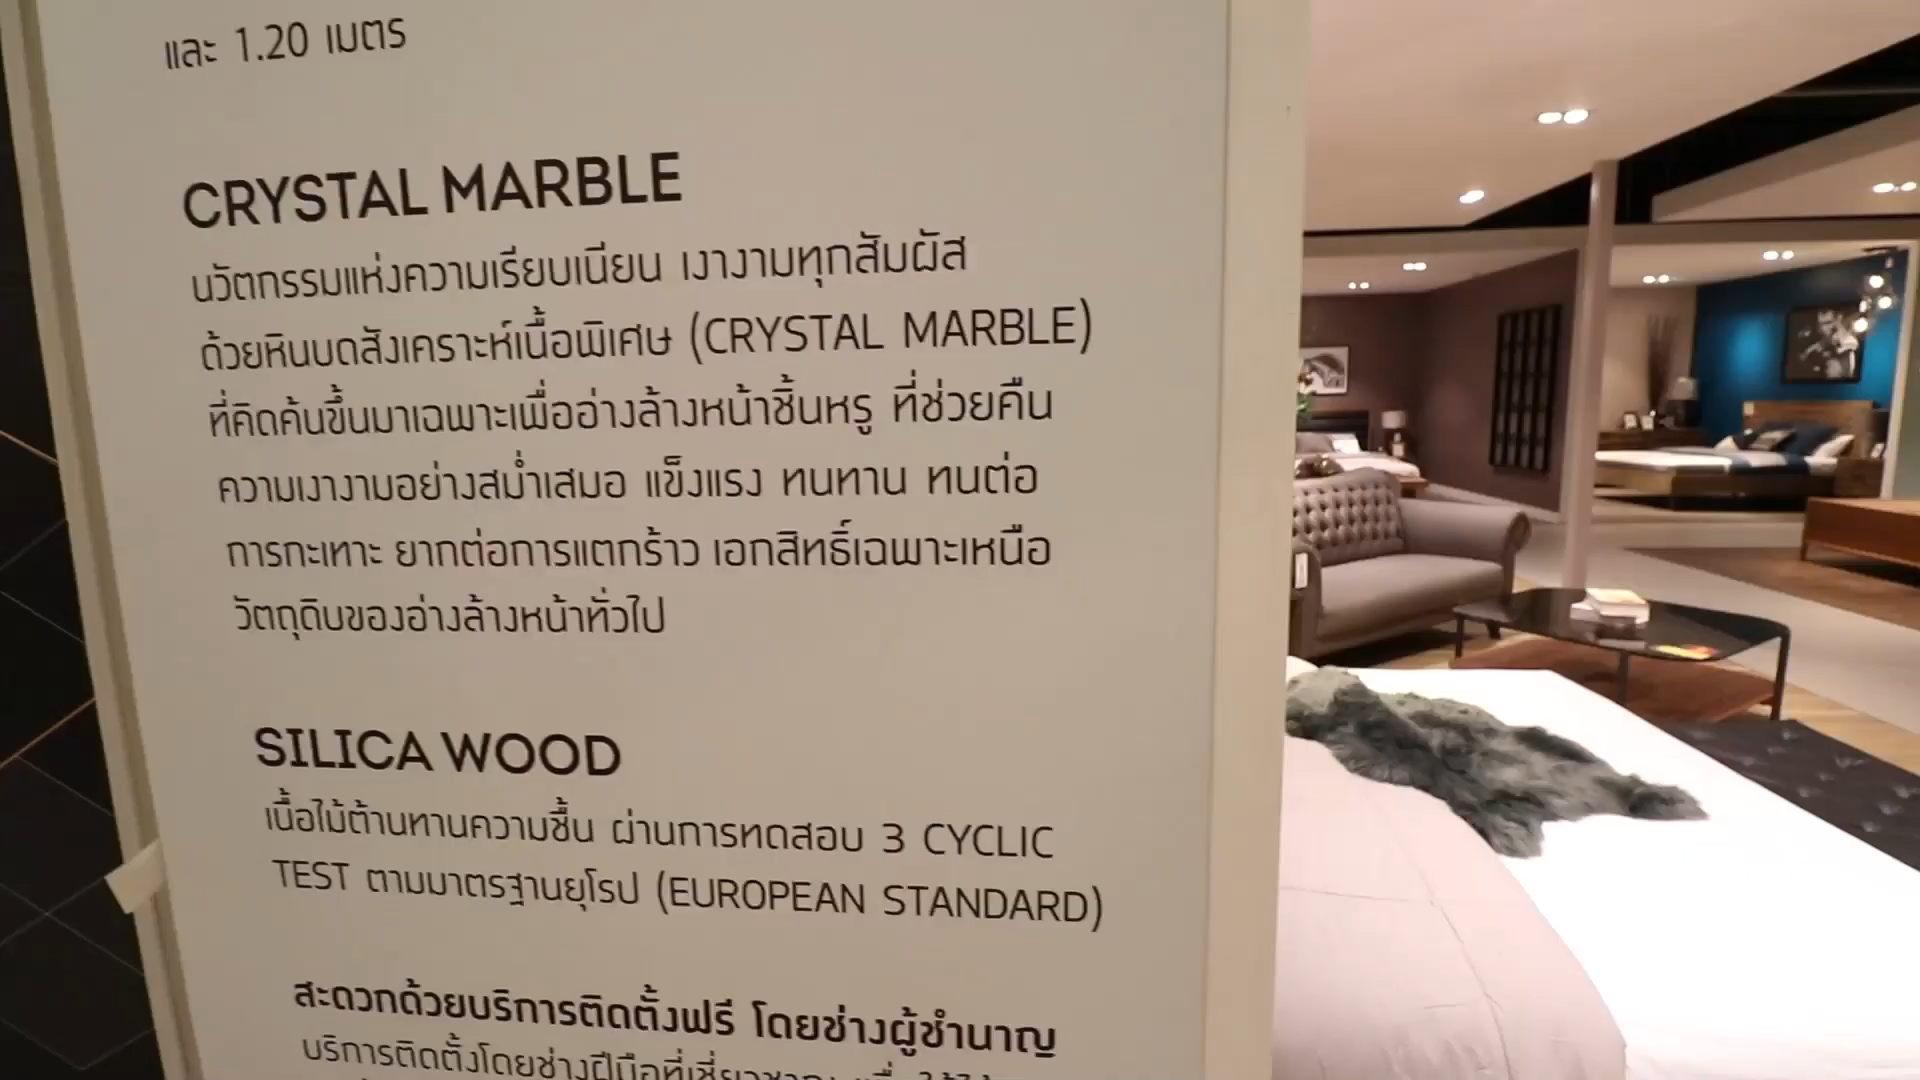 และ 1.20 เมตร
CRYSTAL MARBLE
นวัตกรรมแห่งความเรียบเนียน เงางามทุกสัมผัส
ด้วยหินบดสังเคราะห์เนื้อพิเศษ (CRYSTAL MARBLE)
ที่คิดค้นขึ้นมาเฉพาะเพื่ออ่างล้างหน้าชิ้นหรู ที่ช่วยคืน
ความเงางามอย่างสม่ำเสมอ แข็งแรง ทนทาน ทนต่อ
การกะเทาะ ยากต่อการแตกร้าว เอกสิทธิ์เฉพาะเหนือ
วัตถุดิบของอ่างล้างหน้าทั่วไป
SILICA WOOD
เนื้อไม้ต้านทานความชื้น ผ่านการทดสอบ 3 CYCLIC
TEST ตามมาตรฐานยุโรป (EUROPEAN STANDARD)
สะดวกด้วยบริการติดตั้งฟรี โดยช่างผู้ชำนาญ
บริการติดตั้งโดยช่างฝีมือที่เชี่ยวชาญ